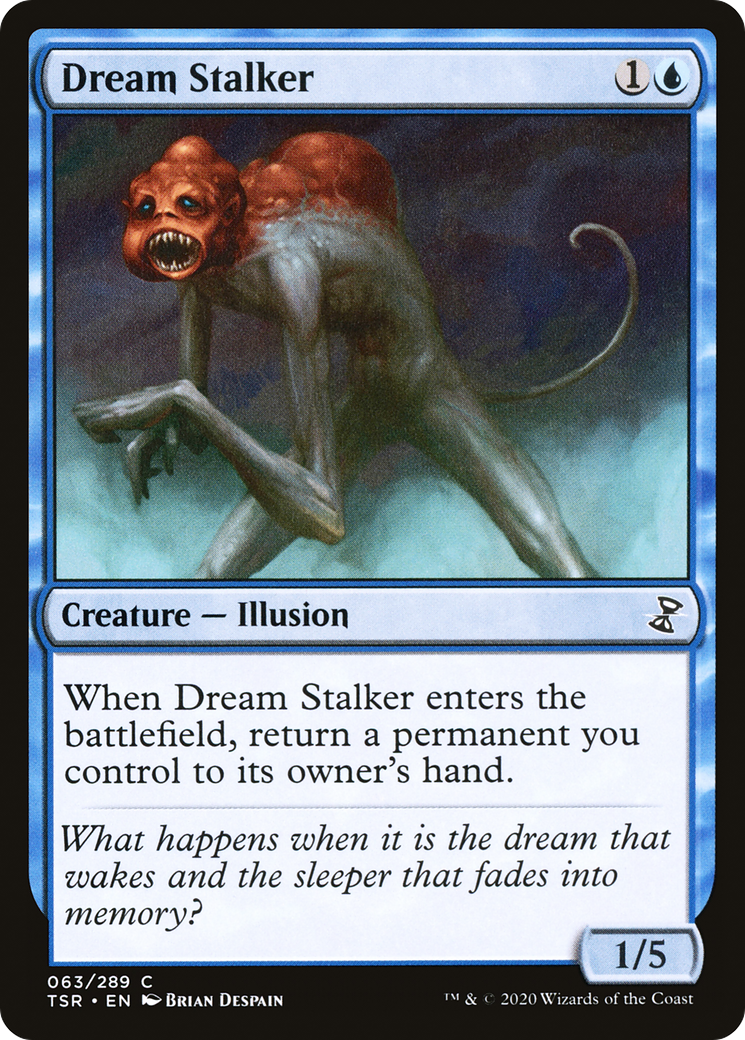 Dream Stalker 1
Creature — Illusion
When Dream Stalker enters the
battlefield, return a permanent you
control to its owner's hand.
What happens when it is the dream that
wakes and the sleeper that fades into
memory?
1/5
063/289 C
TSR • EN Brian Despain
™ & © 2020 Wizards of the Coast